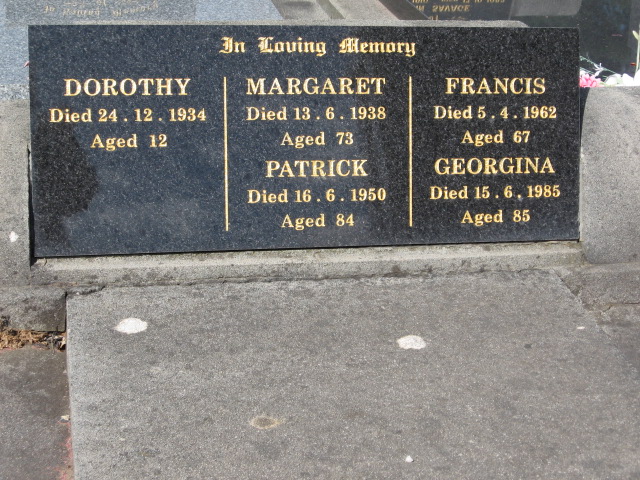 In Loving Memory
DOROTHY
Died 24.12.1934
Aged 12
MARGARET
Died 13.6.1938
Aged 73
PATRICK
Died 16.6.1950
Aged 84
FRANCIS
Died 5.4.1962
Aged 67
GEORGINA
Died 15.6.1985
Aged 85
IN SAVAGE